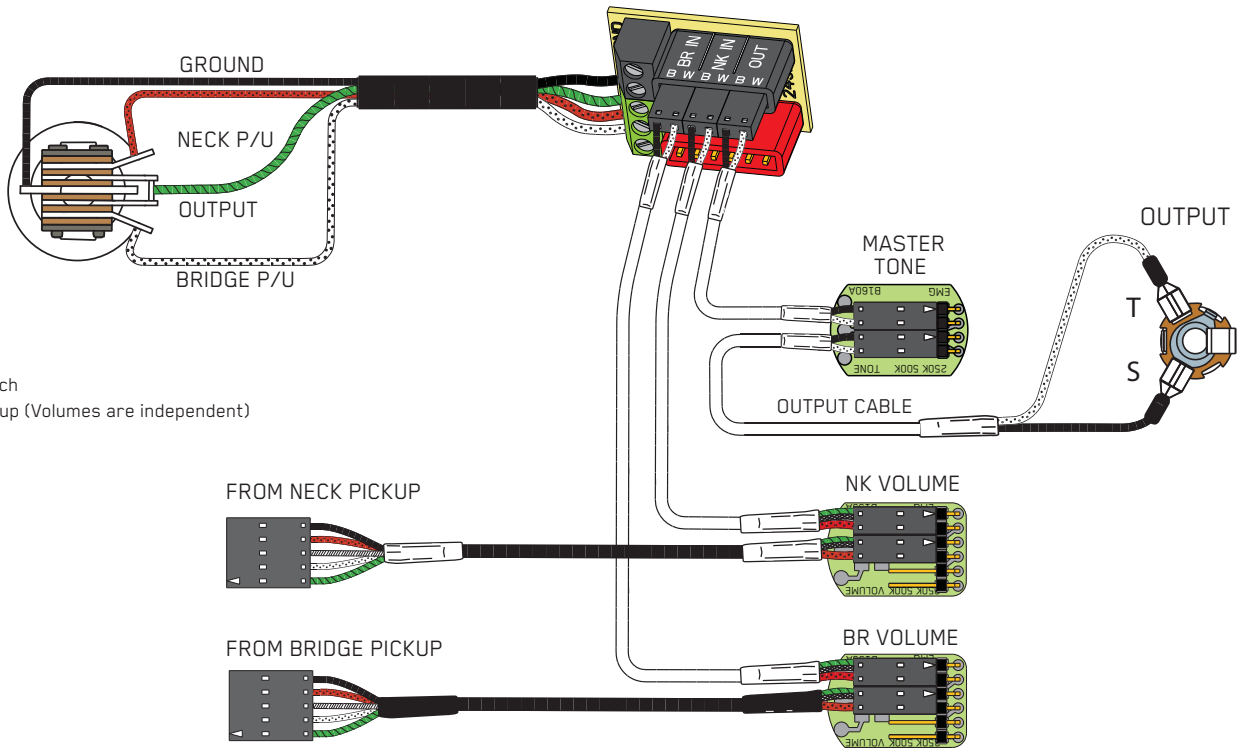 GROUND
NECK P/U
OUTPUT
BRIDGE P/U
BR IN
NK IN
OUT
B W B W B W
MASTER
TONE
B160A
EMG
TONE
250K 500K
OUTPUT
T
S
OUTPUT CABLE
ch
up (Volumes are independent)
FROM NECK PICKUP
NK VOLUME
VOLUME
250K 500K
FROM BRIDGE PICKUP
BR VOLUME
VOLUME
250K 500K